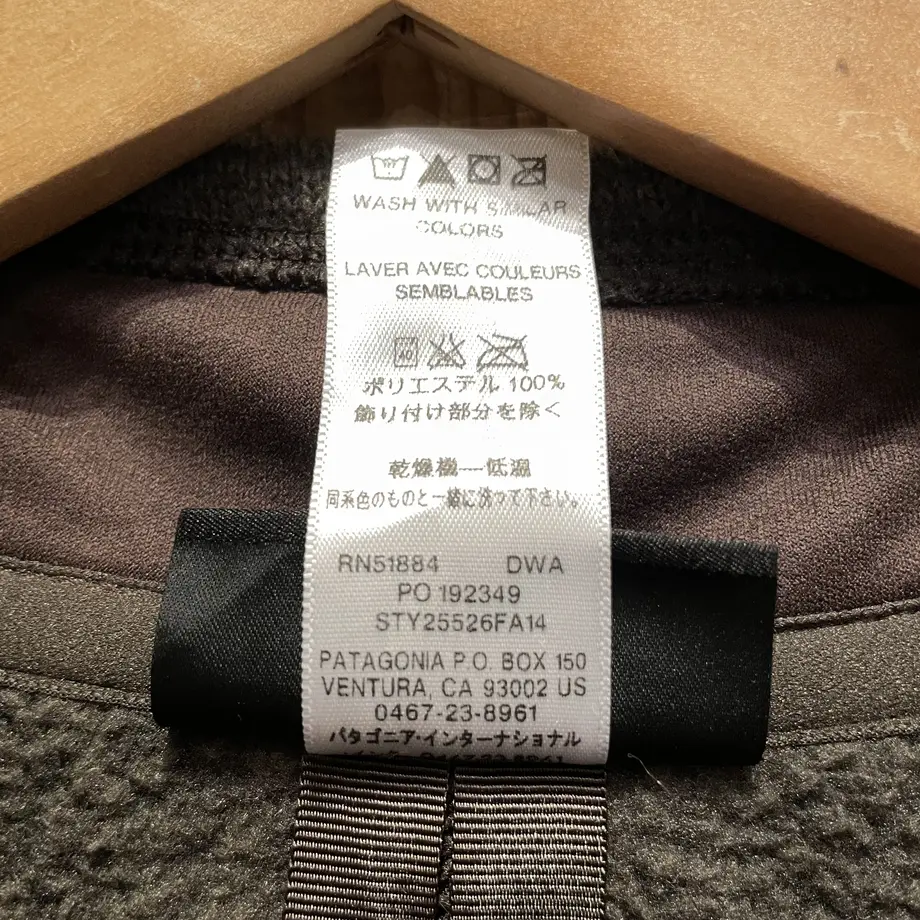 WASH WITH SIMILAR
COLORS
LAVER AVEC COULEURS
SEMBLABLES
40
ポリエステル 100%
飾り付け部分を除く
乾燥機—低温
同系色のものと一緒に洗って下さい。
RN51884 DWA
PO 192349
STY25526FA14
PATAGONIA P.O. BOX 150
VENTURA, CA 93002 US
0467-23-8961
パタゴニア・インターナショナル